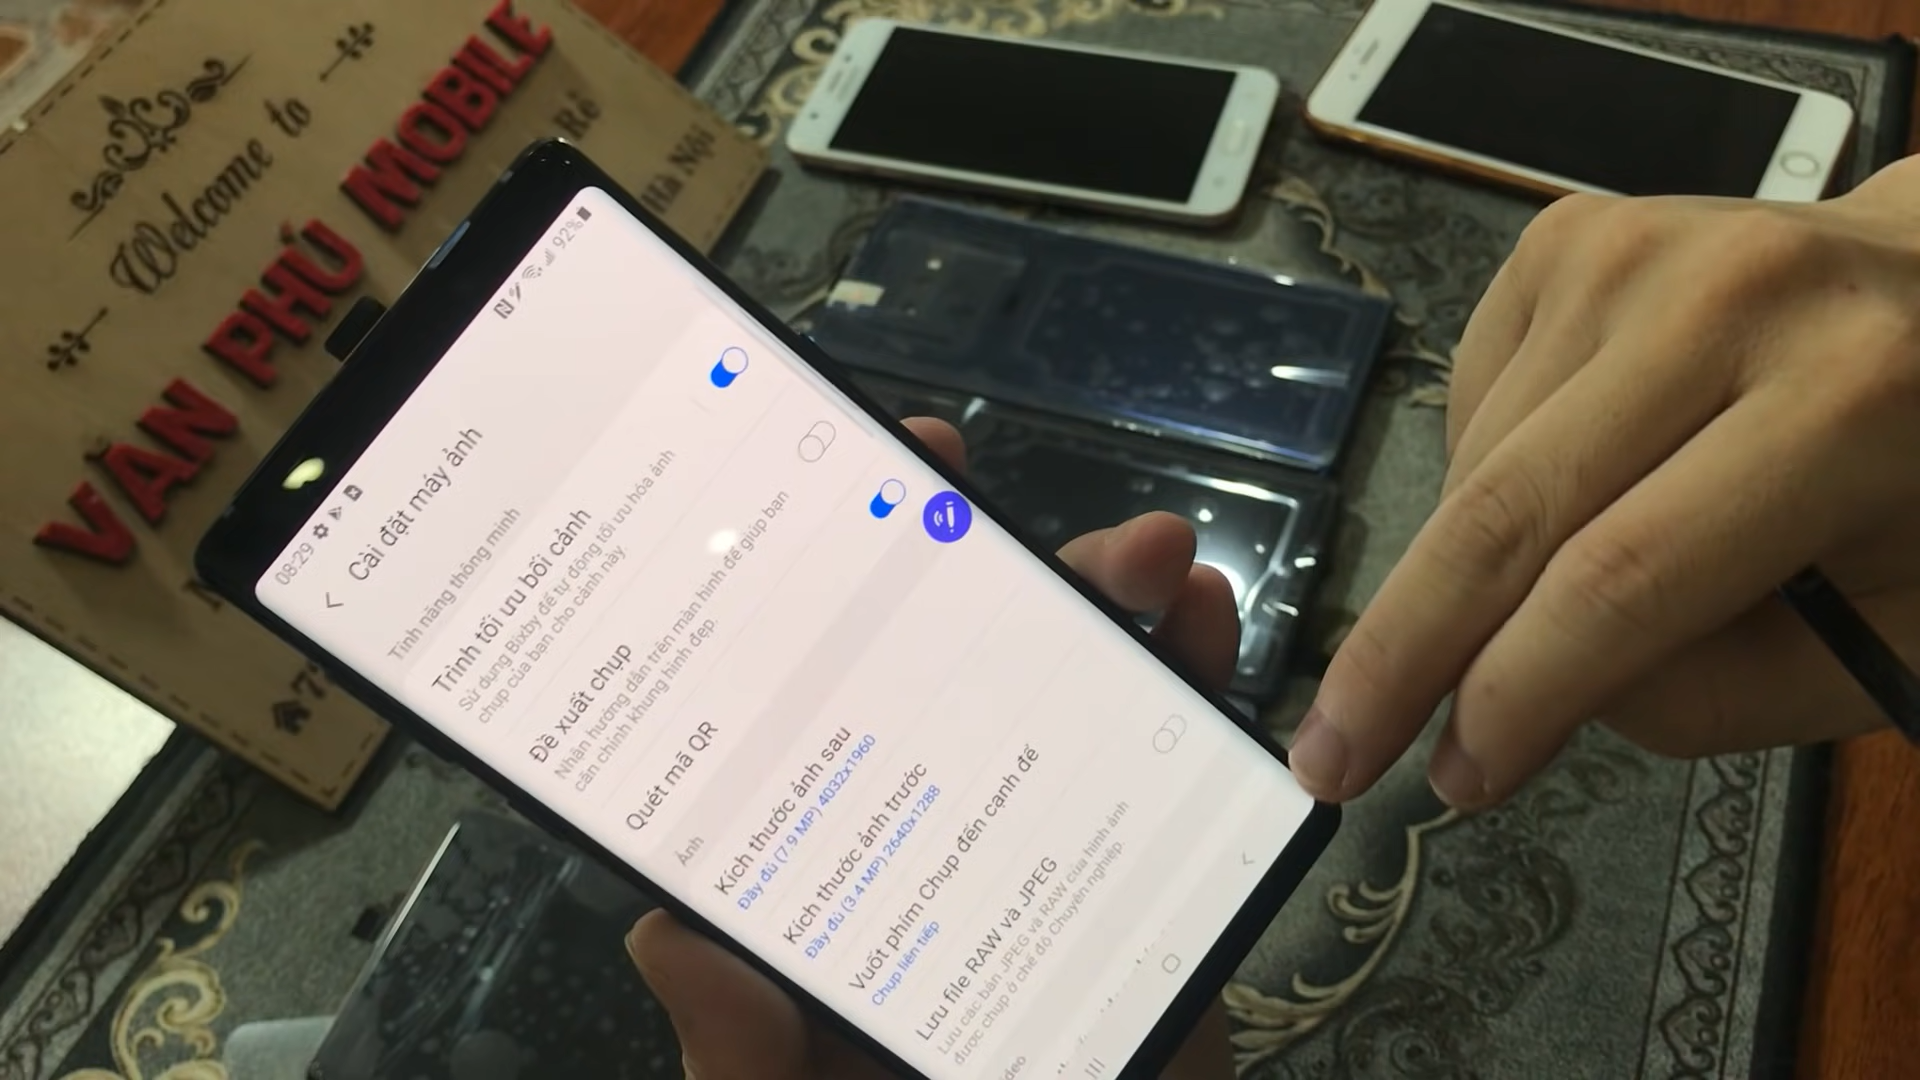 Welcome to
VĂN PHÚ MOBILE
Rẻ
Hà Nội
08:29
92%
Cài đặt máy ảnh
Tính năng thông minh
Trình tối ưu bối cảnh
Sử dụng Bixby để tự động tối ưu hóa ảnh
chụp của bạn cho cảnh này.
Đề xuất chụp
Nhận hướng dẫn trên màn hình để giúp bạn
căn chỉnh khung hình đẹp.
Quét mã QR
Ảnh
Kích thước ảnh sau
Đầy đủ (7.9 MP) 4032x1960
Kích thước ảnh trước
Đầy đủ (3.4 MP) 2640x1288
Vuốt phím Chụp đến cạnh để
Chụp liên tiếp
Lưu file RAW và JPEG
Lưu các bản JPEG và RAW của hình ảnh
được chụp ở chế độ Chuyên nghiệp.